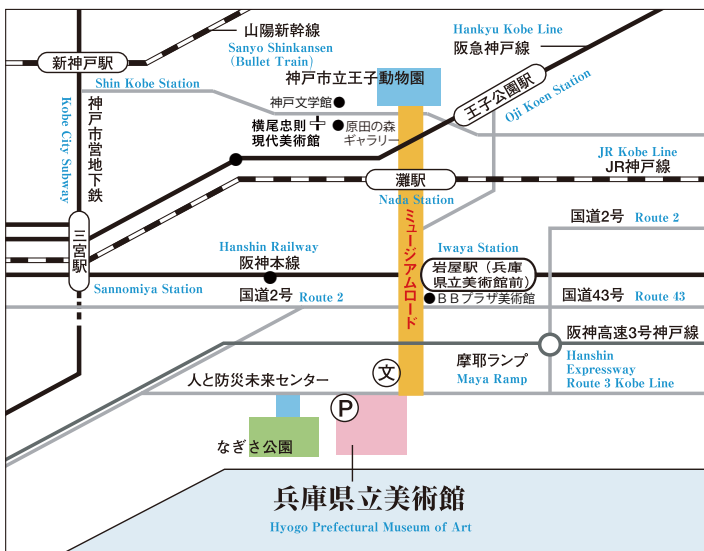 山陽新幹線
Sanyo Shinkansen
(Bullet Train)
Hankyu Kobe Line
阪急神戸線
新神戸駅
Shin Kobe Station
神戸市立王子動物園
王子公園駅
Oji Koen Station
神戸文学館
横尾忠則
現代美術館
原田の森
ギャラリー
神戸市営地下鉄
Kobe City Subway
JR Kobe Line
JR神戸線
灘駅
Nada Station
ミュージアムロード
国道2号 Route 2
三宮駅
Sannomiya Station
Hanshin Railway
阪神本線
Iwaya Station
岩屋駅（兵庫
県立美術館前）
BBプラザ美術館
国道2号 Route 2
国道43号 Route 43
阪神高速3号神戸線
Hanshin
Expressway
Route 3 Kobe Line
摩耶ランプ
Maya Ramp
文
人と防災未来センター
P
なぎさ公園
兵庫県立美術館
Hyogo Prefectural Museum of Art